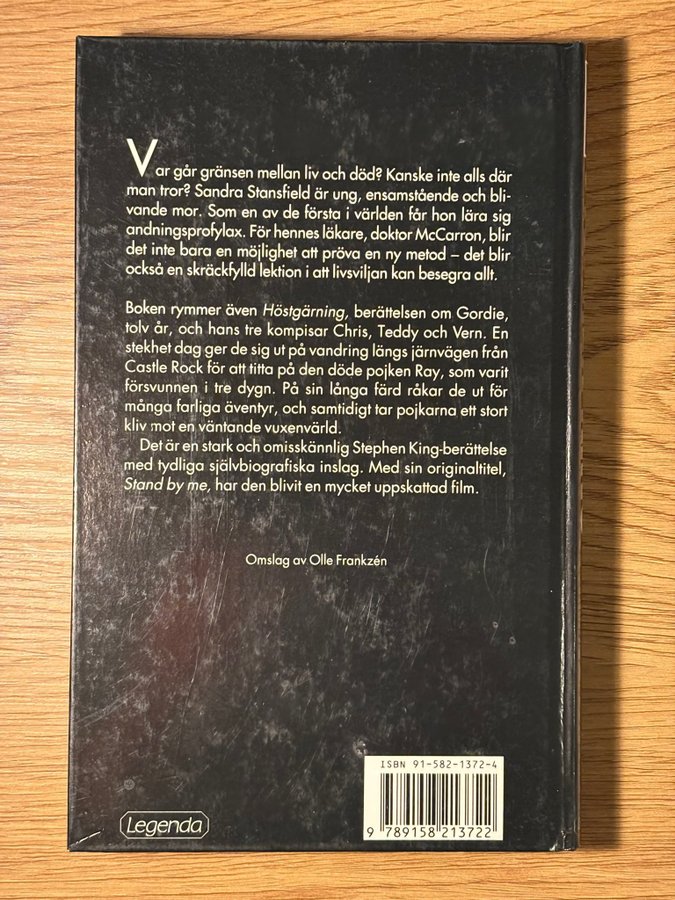 Var går gränsen mellan liv och död? Kanske inte alls där
man tror? Sandra Stansfield är ung, ensamstående och bli-
vande mor. Som en av de första i världen får hon lära sig
andningsprofylax. För hennes läkare, doktor McCarron, blir
det inte bara en möjlighet att pröva en ny metod – det blir
också en skräckfylld lektion i att livsviljan kan besegra allt.
Boken rymmer även Höstgärning, berättelsen om Gordie,
tolv år, och hans tre kompisar Chris, Teddy och Vern. En
stekhet dag ger de sig ut på vandring längs järnvägen från
Castle Rock för att titta på den döde pojken Ray, som varit
försvunnen i tre dygn. På sin långa färd råkar de ut för
många farliga äventyr, och samtidigt tar pojkarna ett stort
kliv mot en väntande vuxenvärld.
Det är en stark och omisskännlig Stephen King-berättelse
med tydliga självbiografiska inslag. Med sin originaltitel,
Stand by me, har den blivit en mycket uppskattad film.
Omslag av Olle Frankzén
ISBN 91-582-1372-4
9 789158 213722
Legenda